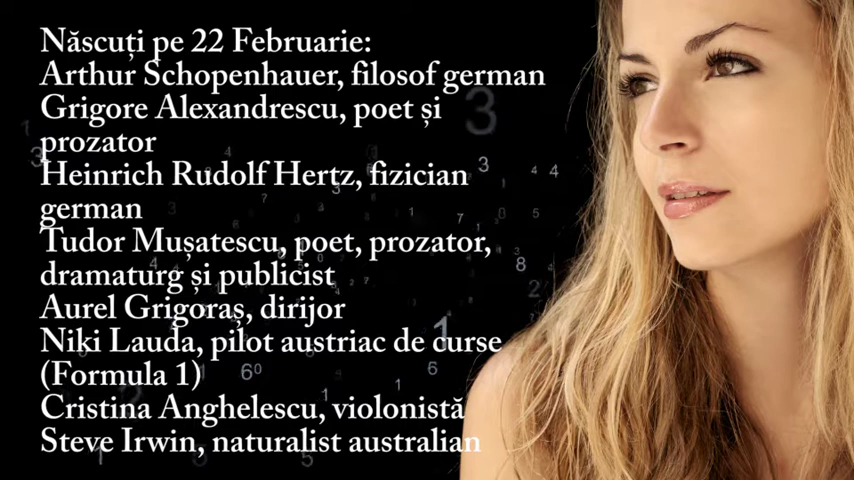 Născuți pe 22 Februarie:
Arthur Schopenhauer, filosof german
Grigore Alexandrescu, poet și
prozator
Heinrich Rudolf Hertz, fizician
german
Tudor Mușatescu, poet, prozator,
dramaturg și publicist
Aurel Grigoraș, dirijor
Niki Lauda, pilot austriac de curse
(Formula 1)
Cristina Anghelescu, violonistă
Steve Irwin, naturalist australian